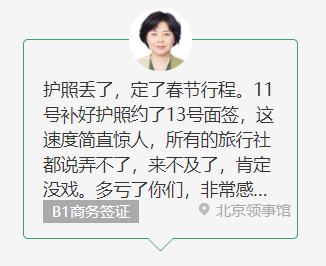 护照丢了，定了春节行程。11
号补好护照约了13号面签，这
速度简直惊人，所有的旅行社
都说弄不了，来不及了，肯定
没戏。多亏了你们，非常感...
B1商务签证 北京领事馆